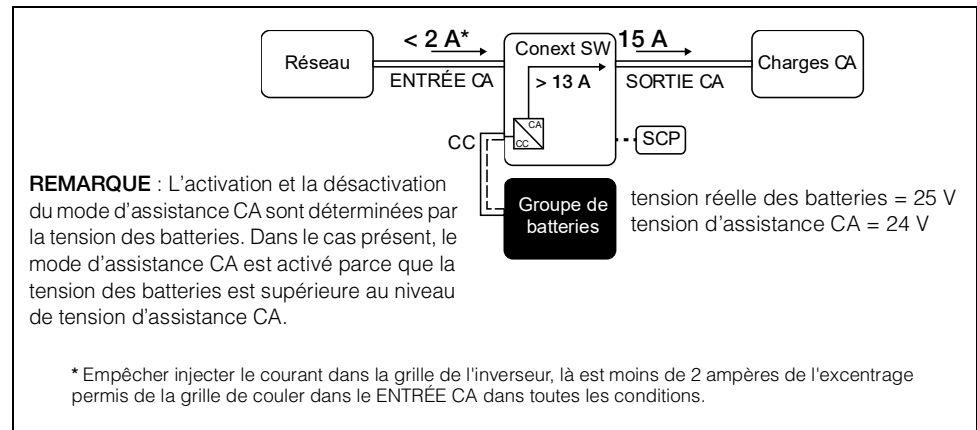 < 2 A*
Conext SW
15 A
Réseau
Charges CA
ENTRÉE CA
> 13 A
SORTIE CA
CA
CC
CC
SCP
REMARQUE : L'activation et la désactivation
du mode d'assistance CA sont déterminées par
la tension des batteries. Dans le cas présent, le
mode d'assistance CA est activé parce que la
tension des batteries est supérieure au niveau
de tension d'assistance CA.
Groupe de
batteries
tension réelle des batteries = 25 V
tension d'assistance CA = 24 V
* Empêcher injecter le courant dans la grille de l'inverseur, là est moins de 2 ampères de l'excentrage
permis de la grille de couler dans le ENTRÉE CA dans toutes les conditions.